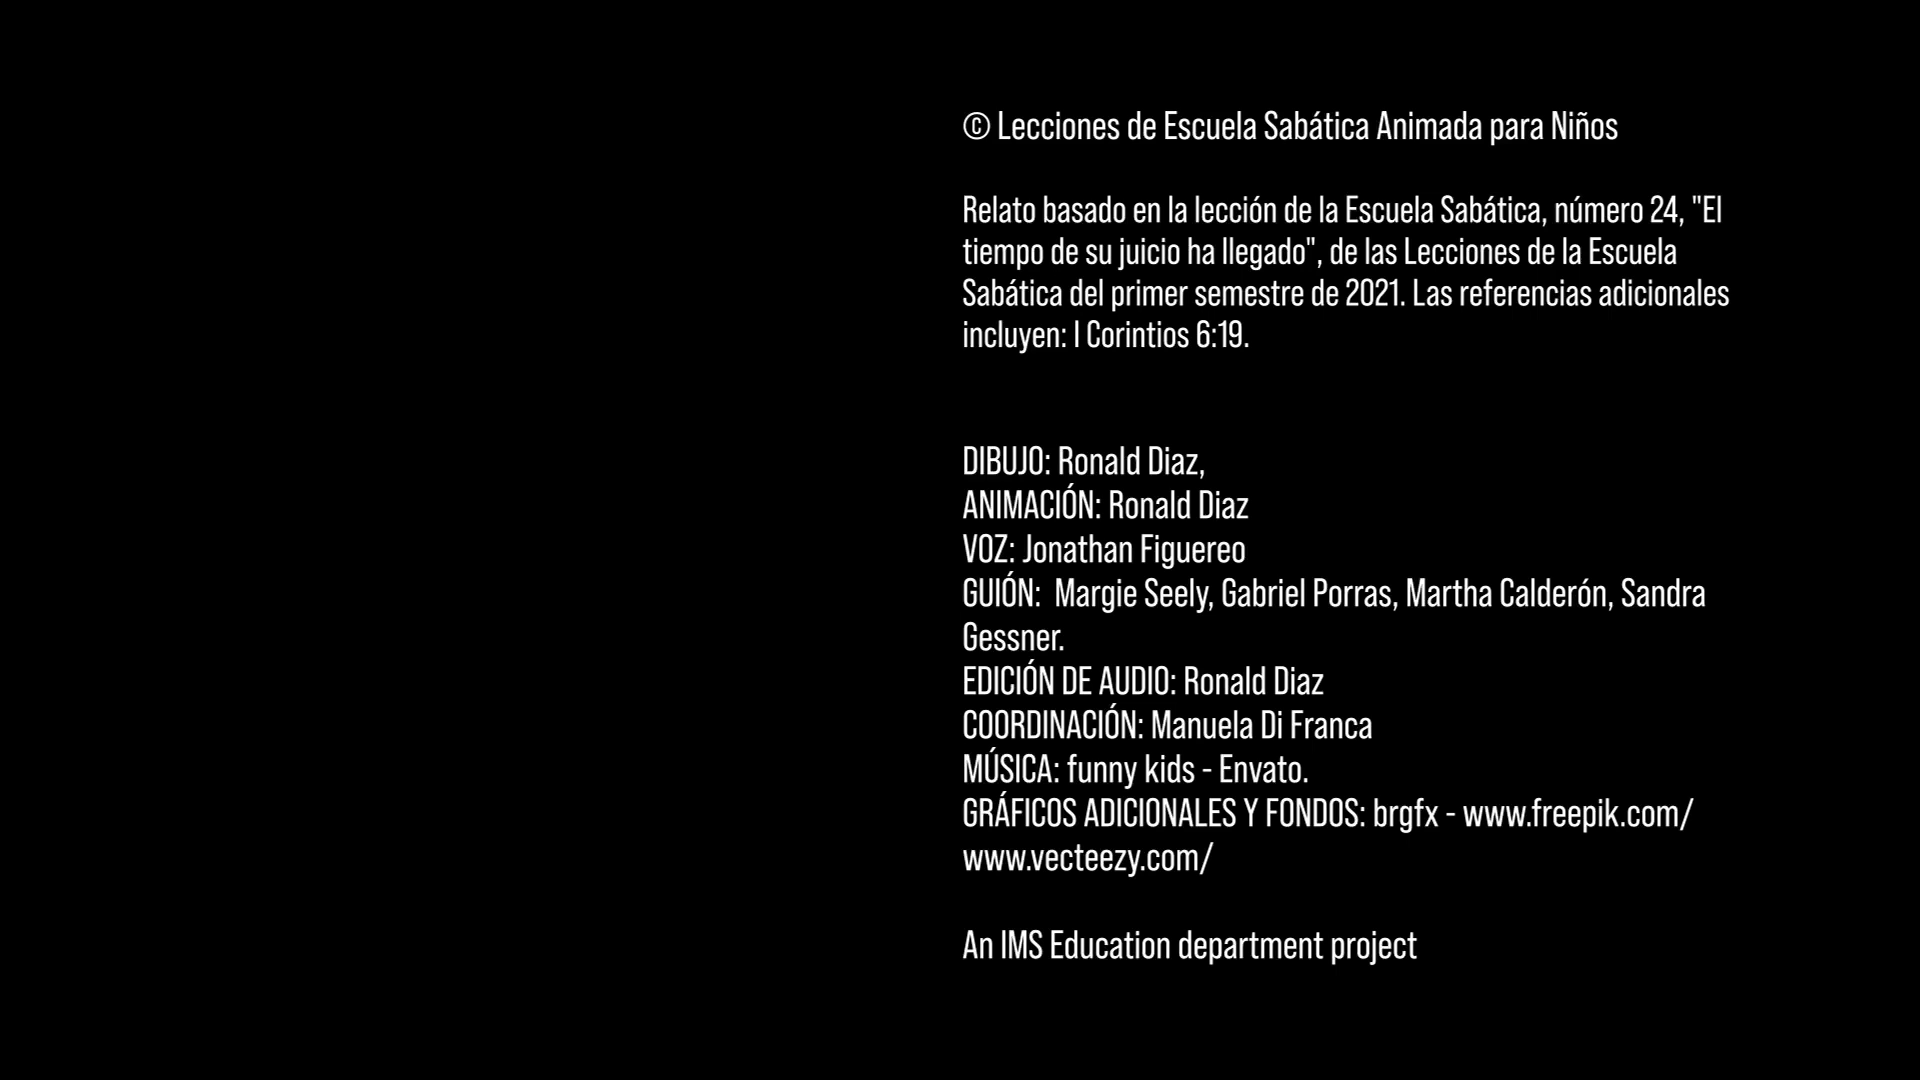 © Lecciones de Escuela Sabática Animada para Niños
Relato basado en la lección de la Escuela Sabática, número 24, "El
tiempo de su juicio ha llegado", de las Lecciones de la Escuela
Sabática del primer semestre de 2021. Las referencias adicionales
incluyen: I Corintios 6:19.
DIBUJO: Ronald Diaz,
ANIMACIÓN: Ronald Diaz
VOZ: Jonathan Figuereo
GUIÓN:  Margie Seely, Gabriel Porras, Martha Calderón, Sandra
Gessner.
EDICIÓN DE AUDIO: Ronald Diaz
COORDINACIÓN: Manuela Di Franca
MÚSICA: funny kids - Envato.
GRÁFICOS ADICIONALES Y FONDOS: brgfx - www.freepik.com/
www.vecteezy.com/
An IMS Education department project